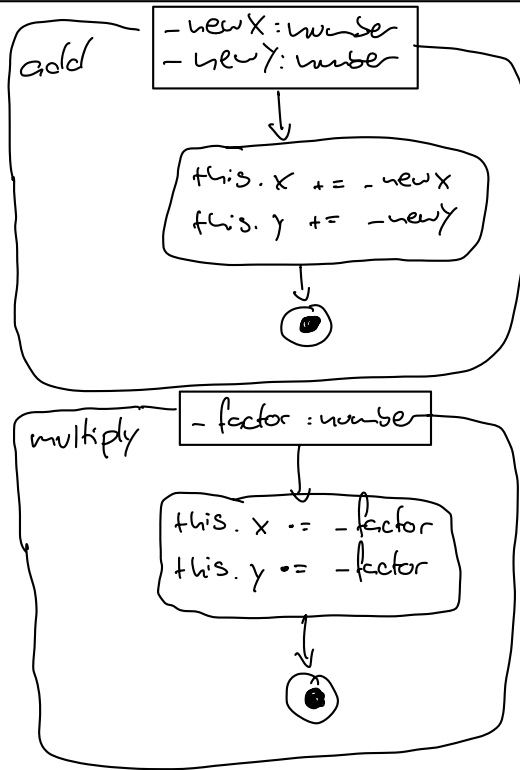 _newX: number
_newY: number
add
this.x += _newX
this.y += _newY
_factor: number
multiply
this.x *= _factor
this.y *= _factor